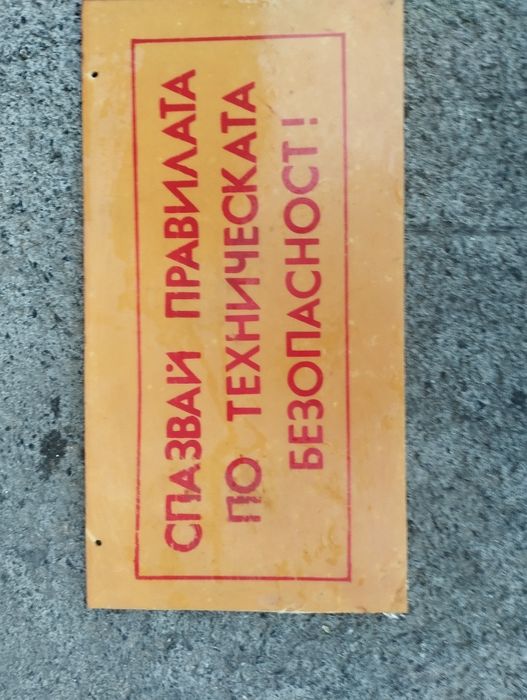 СПАЗВАЙ ПРАВИЛАТА
ПО ТЕХНИЧЕСКАТА
БЕЗОПАСНОСТ!